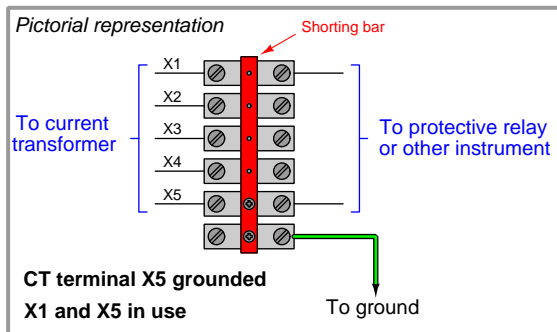 Pictorial representation
Shorting bar
X1
X2
X3
X4
X5
To current
transformer
To protective relay
or other instrument
CT terminal X5 grounded
X1 and X5 in use
To ground